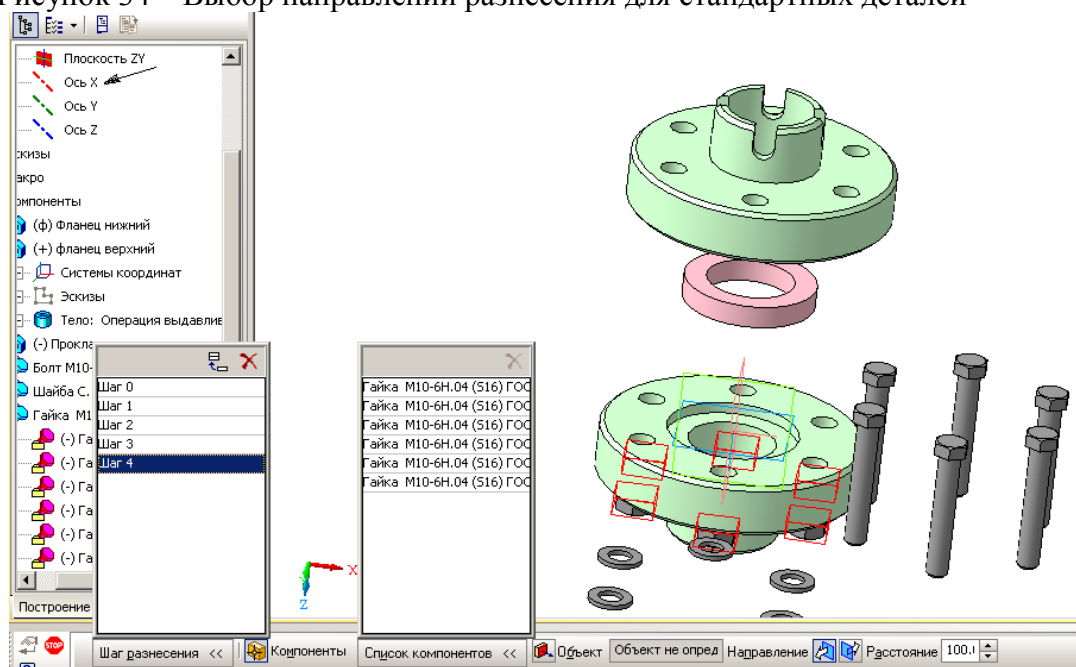 Рисунок 34 – Выбор направлений разнесения для стандартных деталей
Плоскость ZY
Ось X
Ось Y
Ось Z
скизы
акро
омпоненты
(ф) Фланец нижний
(+) фланец верхний
Системы координат
Эскизы
Тело: Операция выдавлив
(-) Прокла
Болт М10-
Шайба С.
Гайка М1
(-) Га
(-) Га
(-) Га
(-) Га
(-) Га
(-) Га
Построение
Шаг 0
Шаг 1
Шаг 2
Шаг 3
Шаг 4
Гайка М10-6Н.04 (S16) ГОС
Гайка М10-6Н.04 (S16) ГОС
Гайка М10-6Н.04 (S16) ГОС
Гайка М10-6Н.04 (S16) ГОС
Гайка М10-6Н.04 (S16) ГОС
Гайка М10-6Н.04 (S16) ГОС
X
Z
STOP
Шаг разнесения << Компоненты Список компонентов << Объект Объект не опред Направление Расстояние 100.